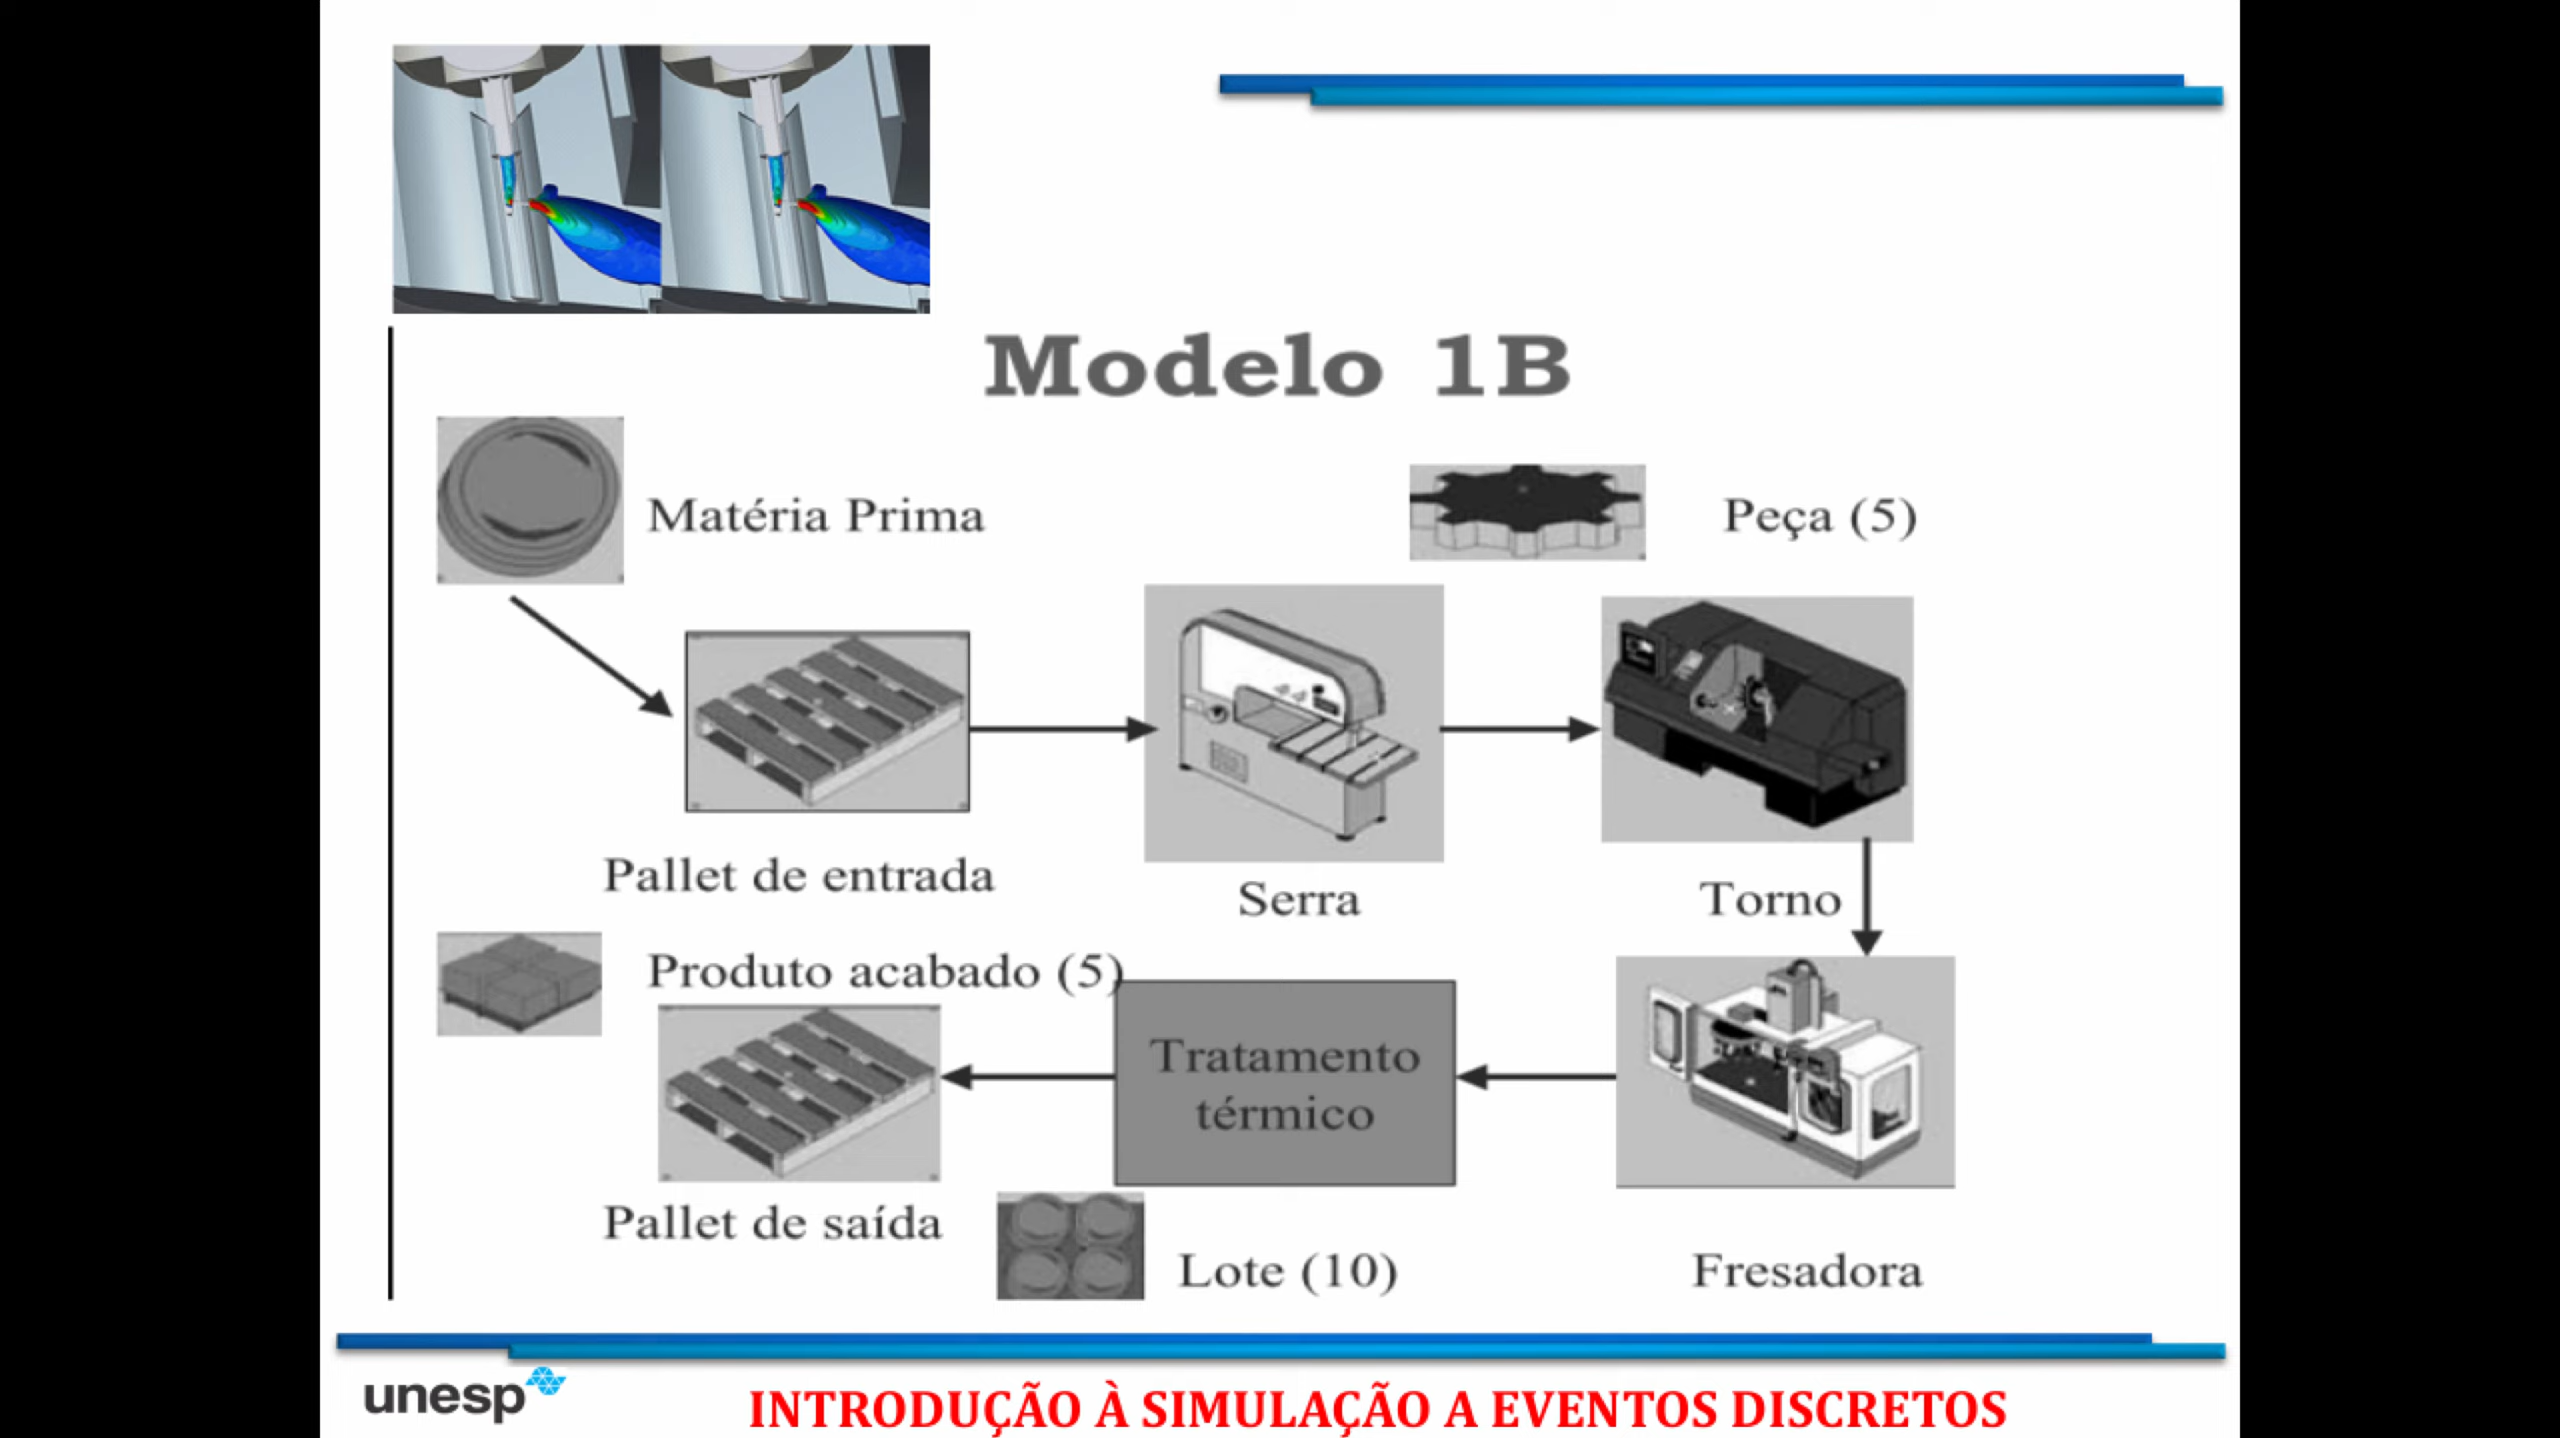 Modelo 1B
Matéria Prima
Peça (5)
Pallet de entrada
Serra
Torno
Produto acabado (5)
Tratamento
térmico
Pallet de saída
Lote (10)
Fresadora
unesp
INTRODUÇÃO À SIMULAÇÃO A EVENTOS DISCRETOS